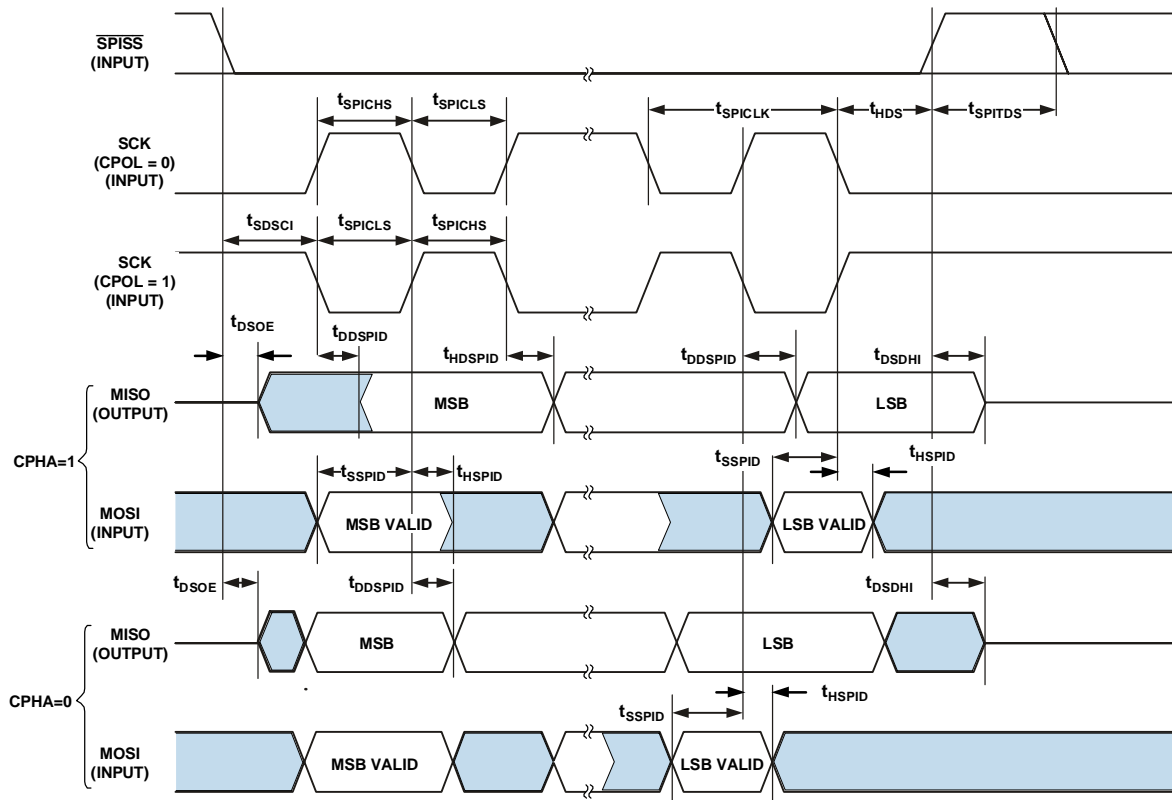 SPISS
(INPUT)
tSPICHS tSPICLS tSPICLK tHDS tSPITDS
SCK
(CPOL = 0)
(INPUT)
tSDSCI tSPICLS tSPICHS
SCK
(CPOL = 1)
(INPUT)
tDSOE tDDSPID tHDSPID tDDSPID tDSDHI
MISO
(OUTPUT)
MSB LSB
CPHA=1
tSSPID tHSPID tSSPID tHSPID
MOSI
(INPUT)
MSB VALID LSB VALID
tDSOE tDDSPID tDSDHI
MISO
(OUTPUT)
MSB LSB
CPHA=0
tSSPID tHSPID
MOSI
(INPUT)
MSB VALID LSB VALID